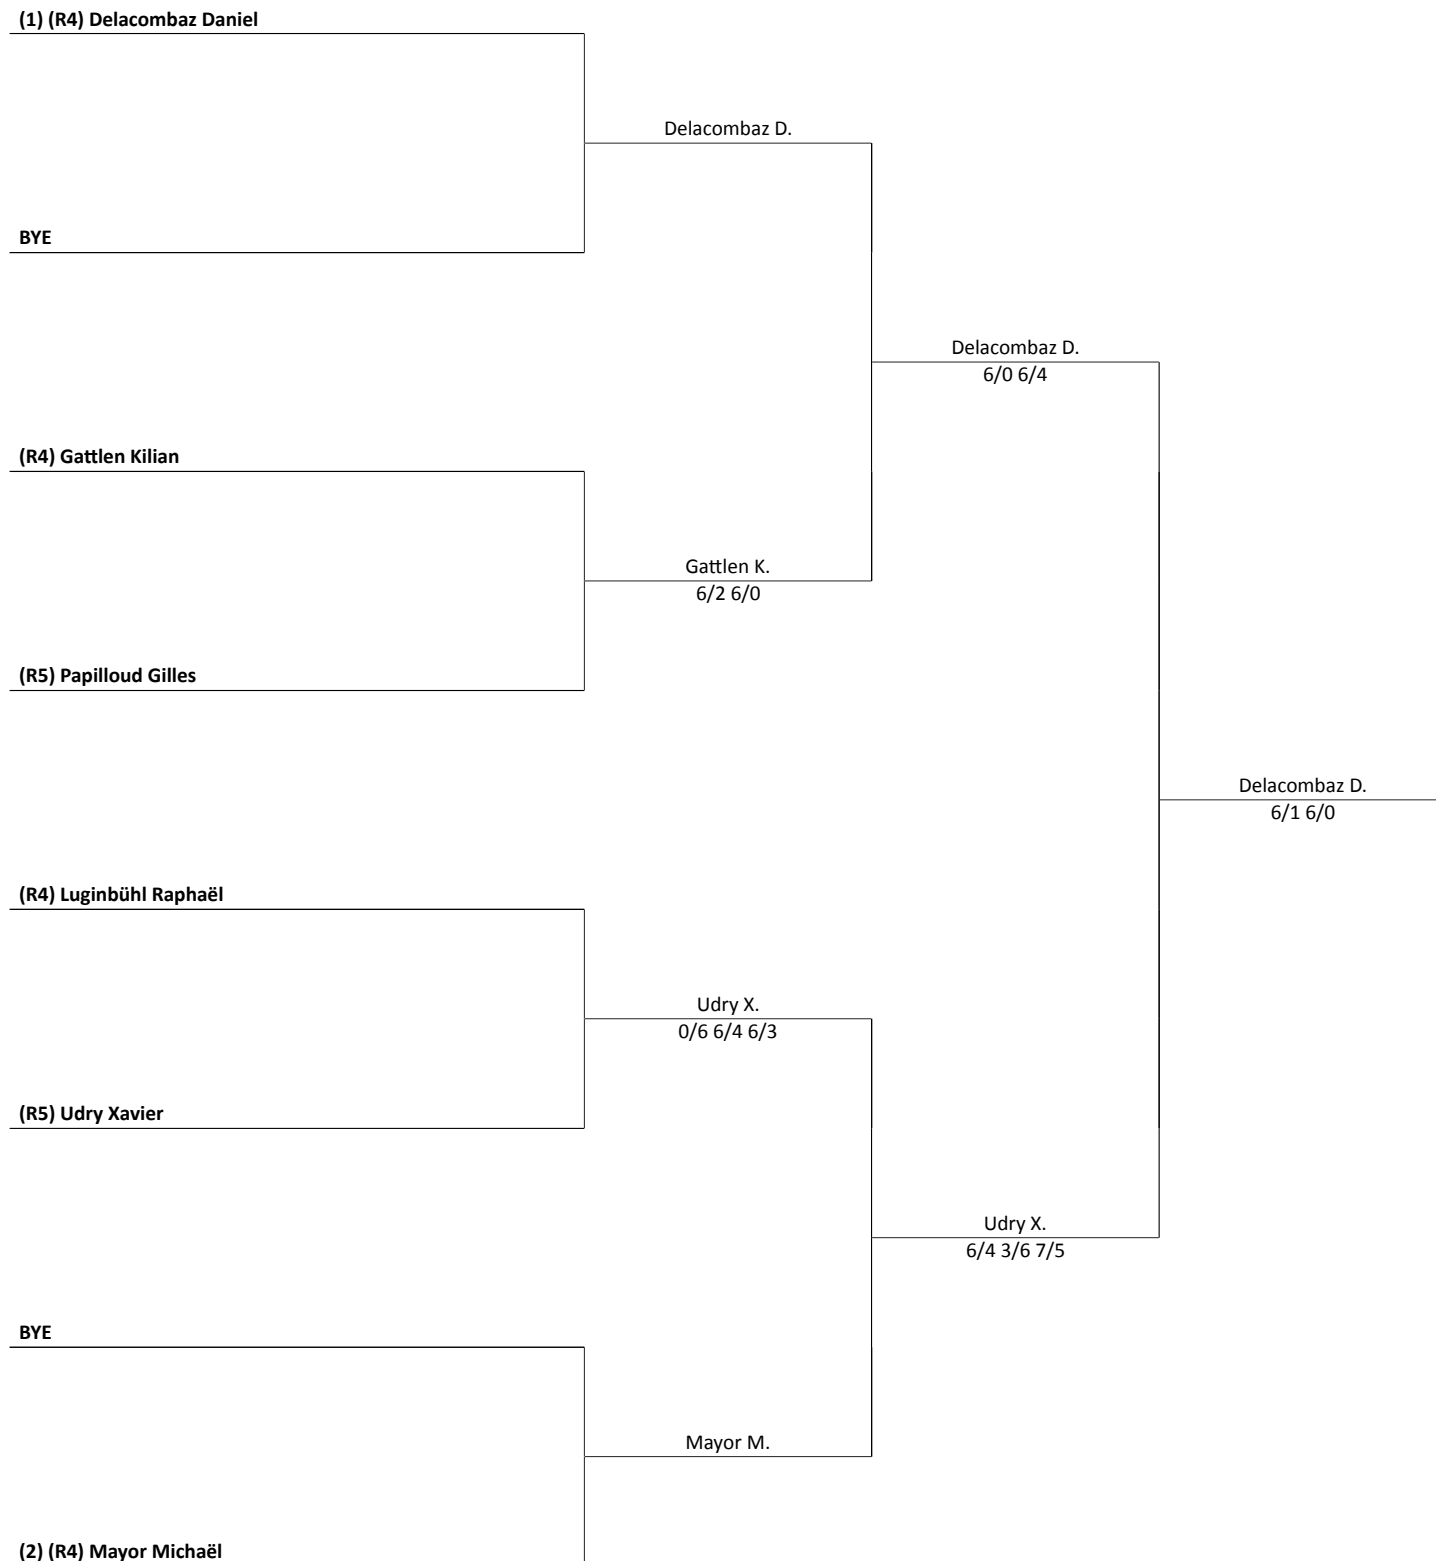 (1) (R4) Delacombaz Daniel
Delacombaz D.
BYE
Delacombaz D.
6/0 6/4
(R4) Gattlen Kilian
Gattlen K.
6/2 6/0
(R5) Papilloud Gilles
Delacombaz D.
6/1 6/0
(R4) Luginbühl Raphaël
Udry X.
0/6 6/4 6/3
(R5) Udry Xavier
Udry X.
6/4 3/6 7/5
BYE
Mayor M.
(2) (R4) Mayor Michaël